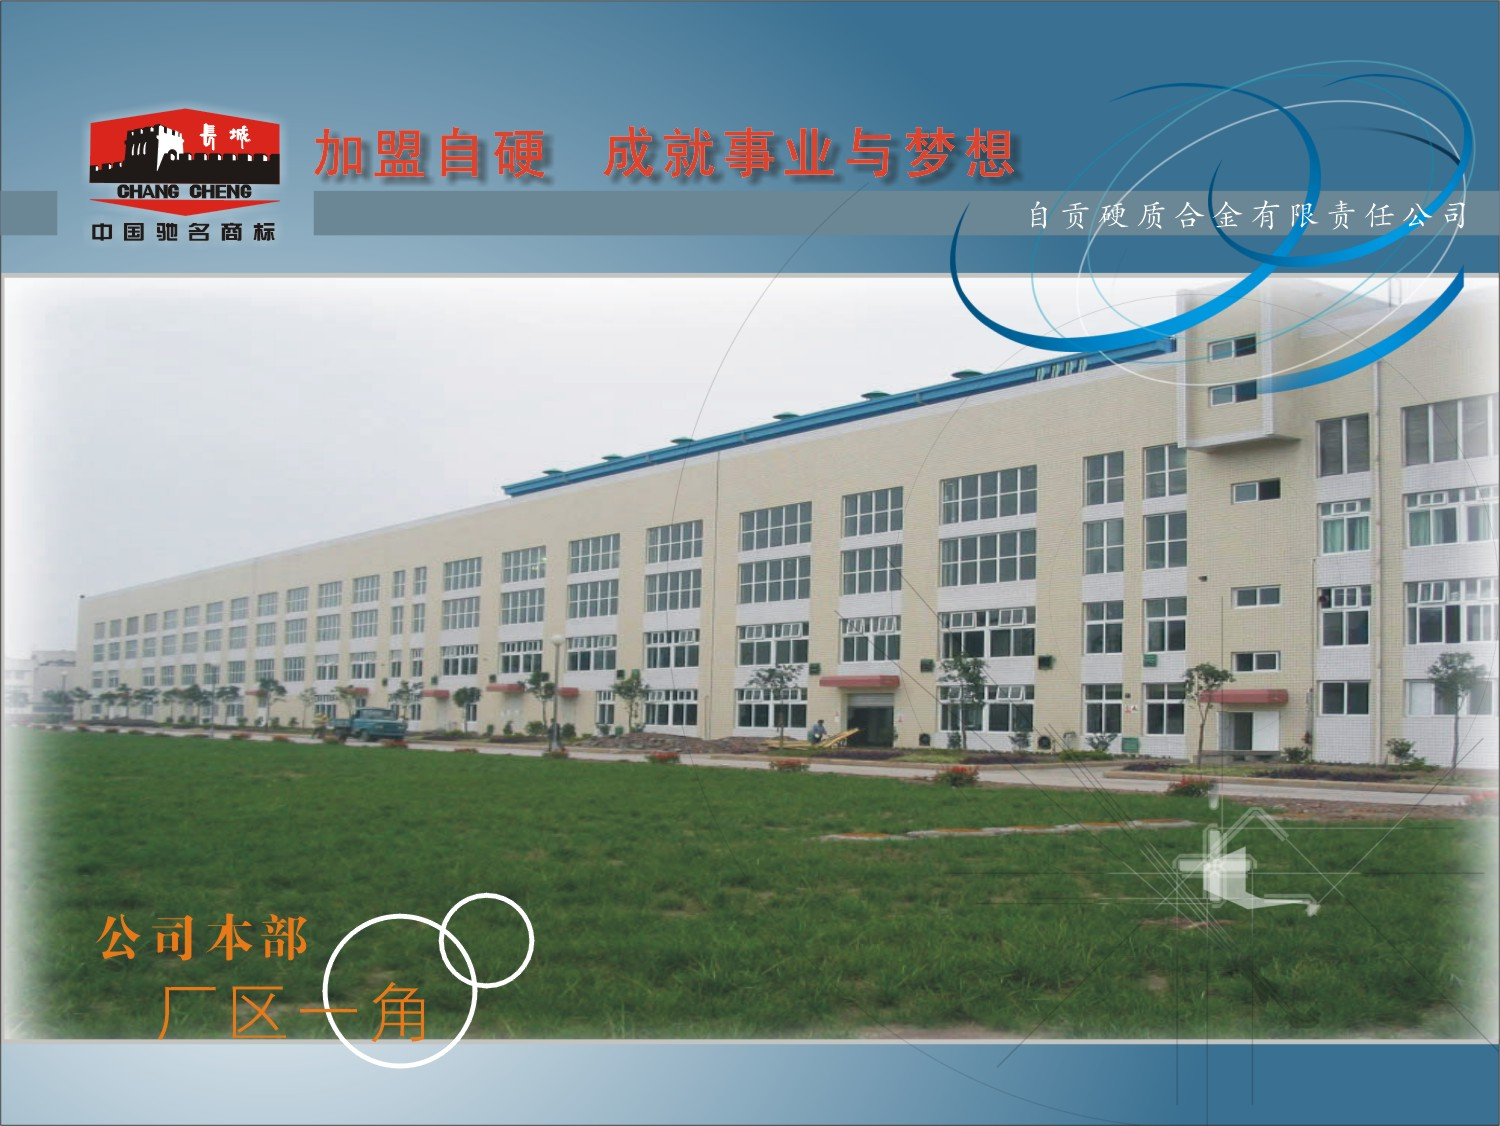 長城
CHANG CHENG
中国驰名商标
加盟自硬 成就事业与梦想
自贡硬质合金有限责任公司
公司本部
厂区一角